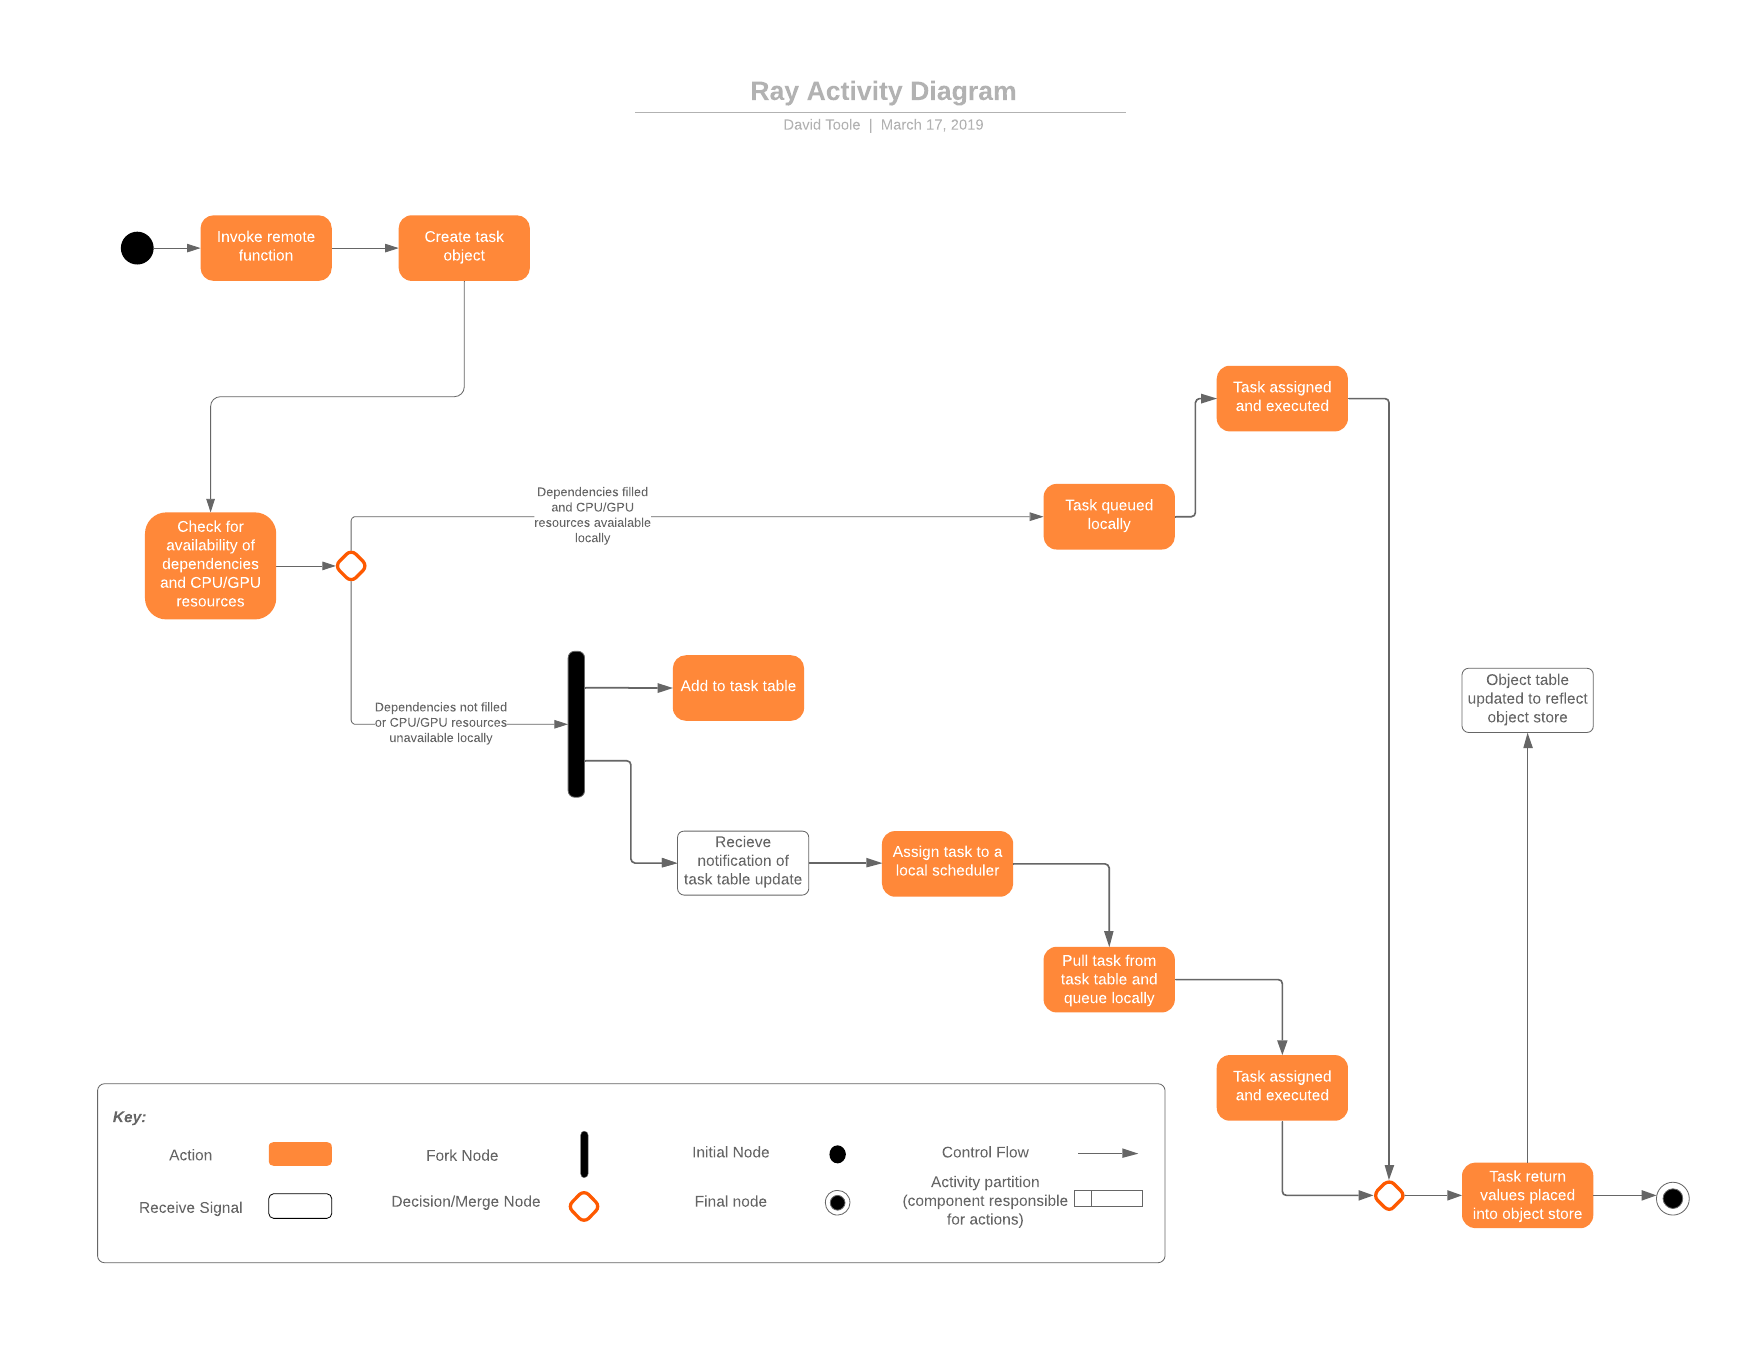 Ray Activity Diagram
David Toole | March 17, 2019
Invoke remote
function
Create task
object
Task assigned
and executed
Dependencies filled
and CPU/GPU
resources avaialable
locally
Task queued
locally
Check for
availability of
dependencies
and CPU/GPU
resources
Dependencies not filled
or CPU/GPU resources
unavailable locally
Add to task table
Object table
updated to reflect
object store
Recieve
notification of
task table update
Assign task to a
local scheduler
Pull task from
task table and
queue locally
Task assigned
and executed
Task return
values placed
into object store
Key:
Action
Fork Node
Initial Node
Control Flow
Receive Signal
Decision/Merge Node
Final node
Activity partition
(component responsible
for actions)